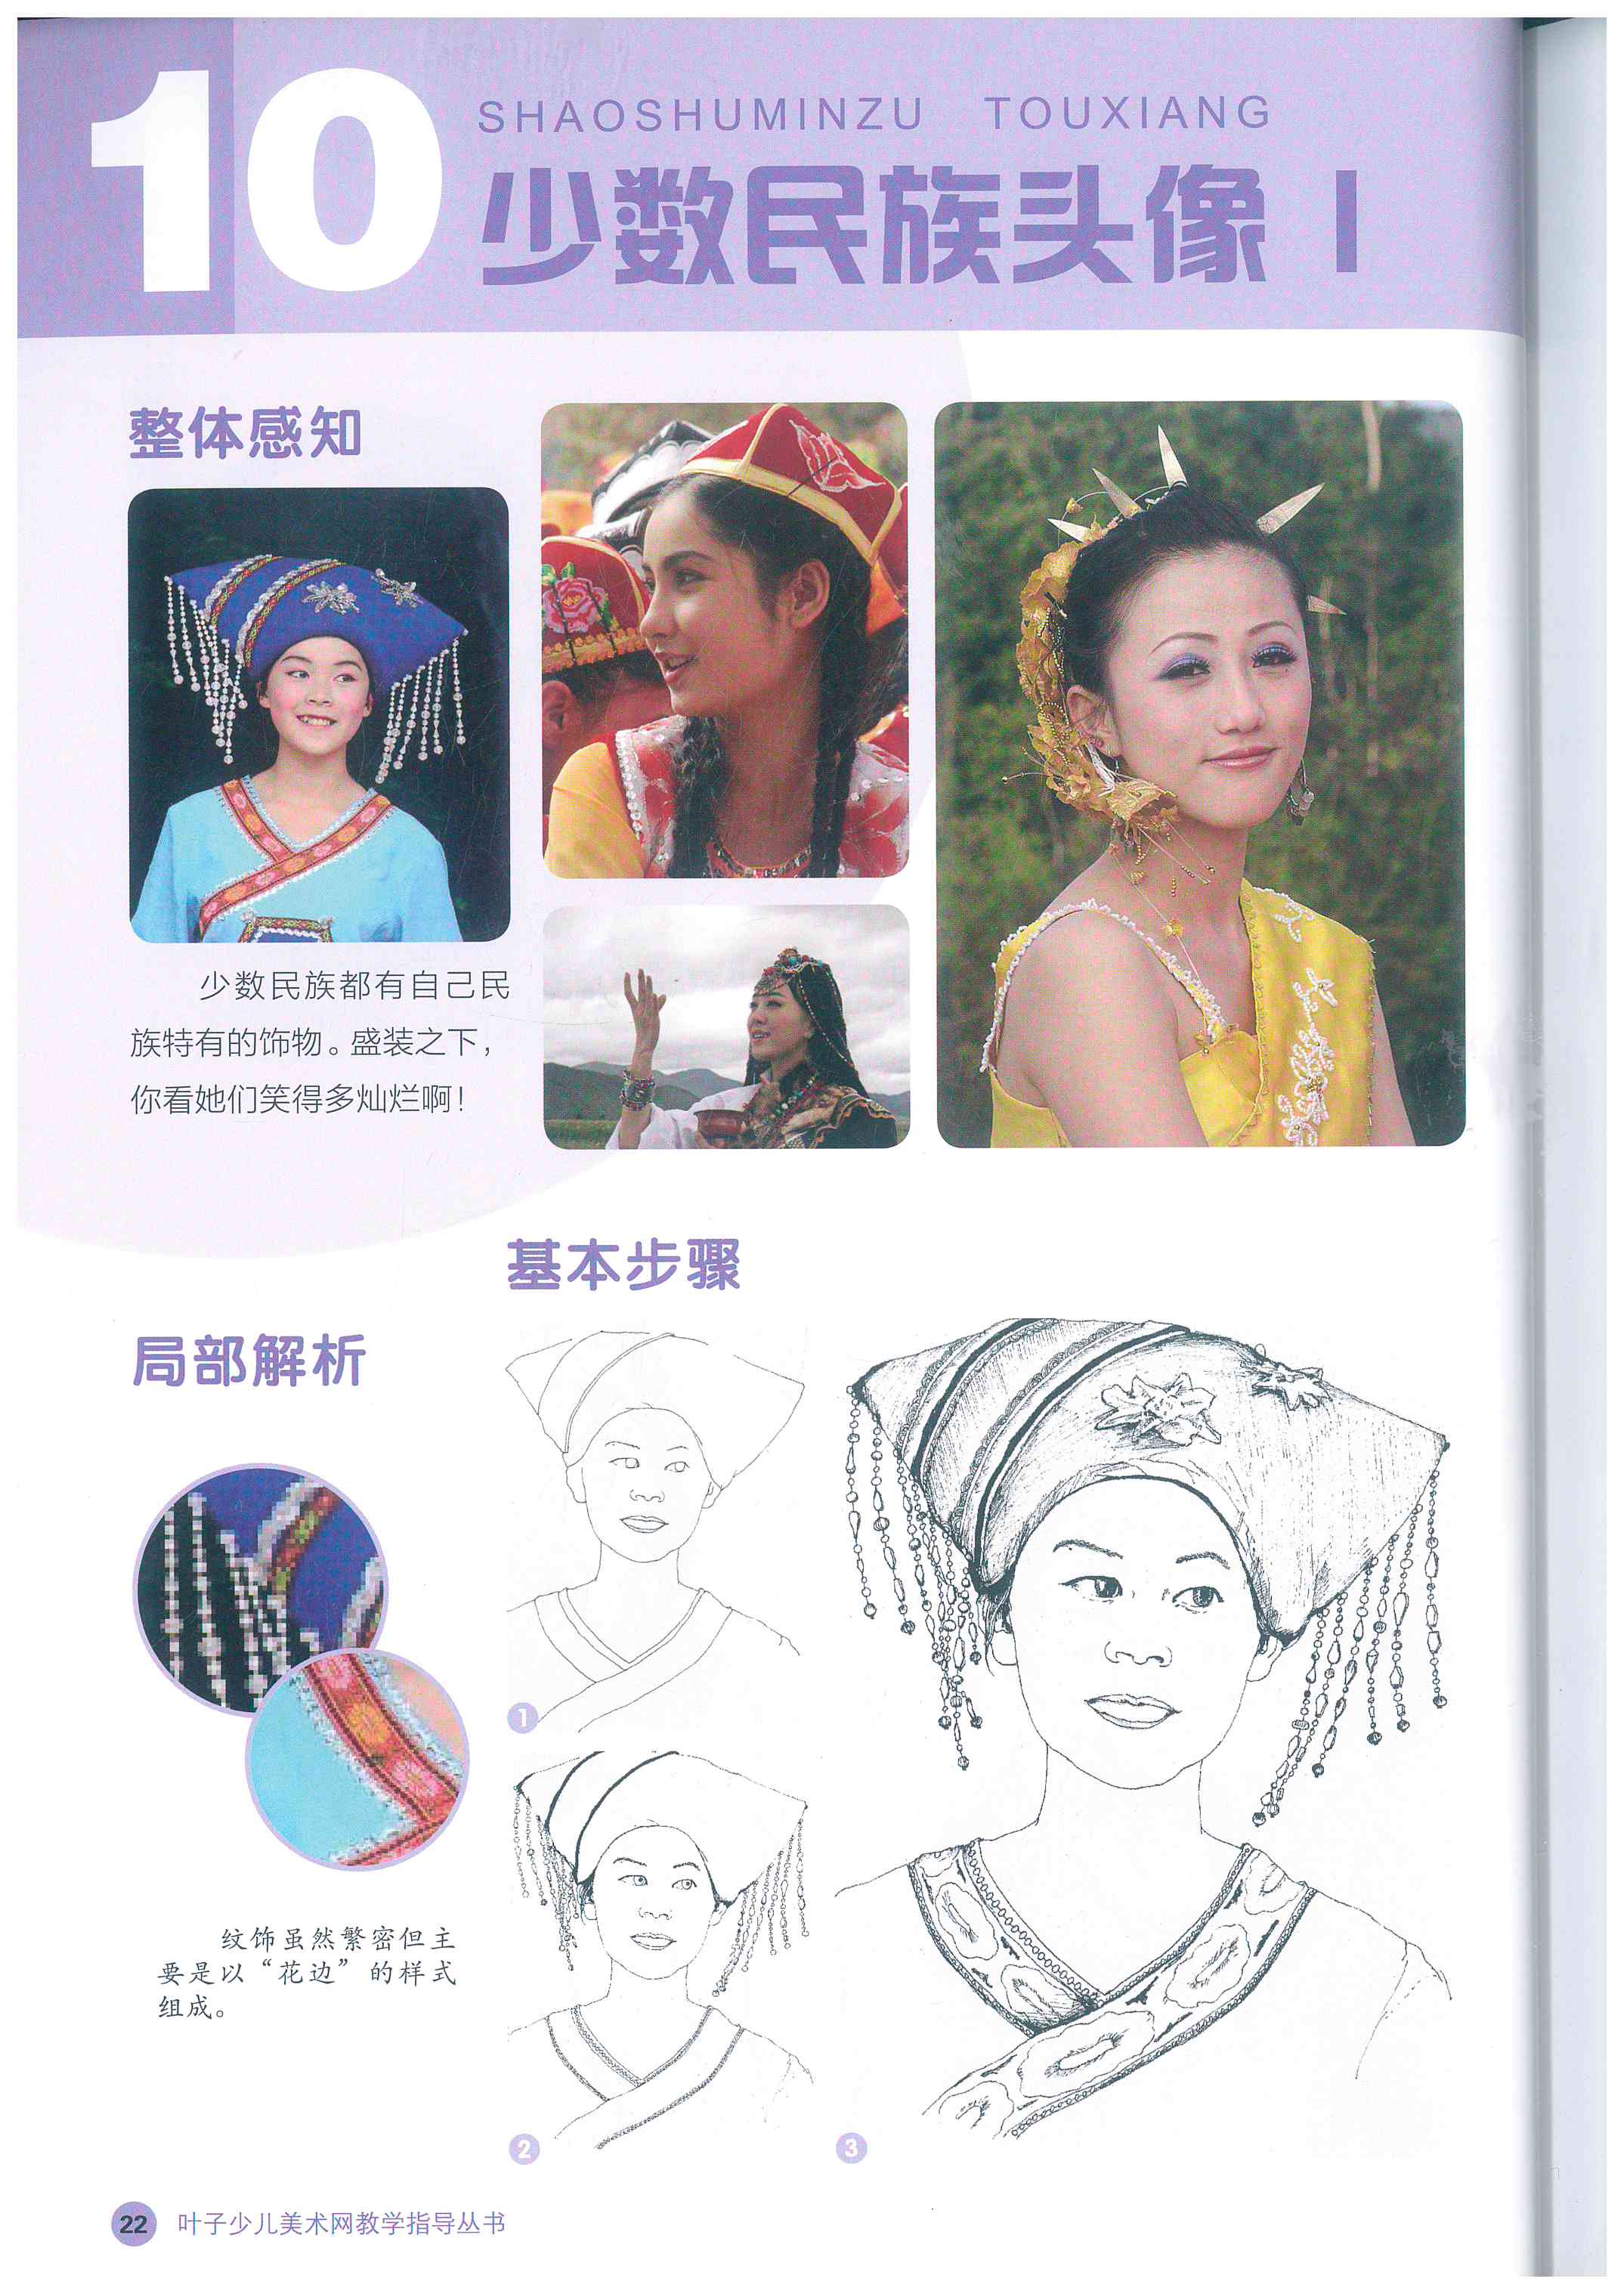 10
SHAOSHUMINZU TOUXIANG
少数民族头像 I
整体感知
少数民族都有自己民
族特有的饰物。盛装之下，
你看她们笑得多灿烂啊！
基本步骤
局部解析
纹饰虽然繁密但主
要是以“花边”的样式
组成。
1
2
3
22 叶子少儿美术网教学指导丛书